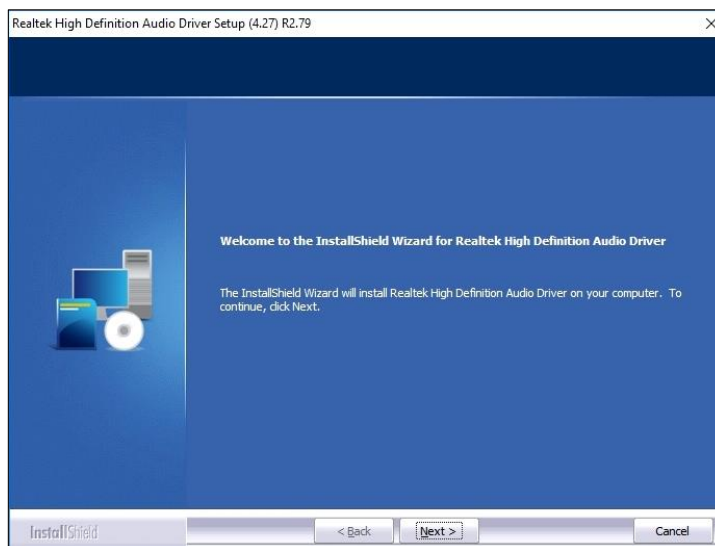 Realtek High Definition Audio Driver Setup (4.27) R2.79
Welcome to the InstallShield Wizard for Realtek High Definition Audio Driver
The InstallShield Wizard will install Realtek High Definition Audio Driver on your computer. To
continue, click Next.
InstallShield
< Back
Next >
Cancel